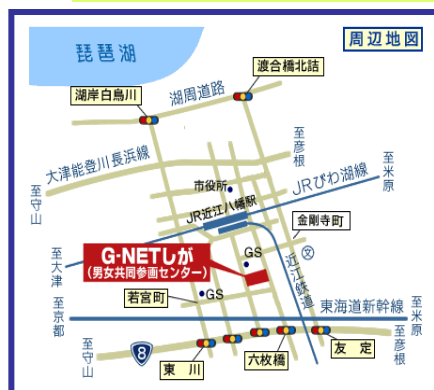 周辺地図
琵琶湖
渡合橋北詰
湖岸白鳥川
湖周道路
至彦根
大津能登川長浜線
至米原
市役所
JRびわ湖線
至守山
JR近江八幡駅
金剛寺町
G-NETしが
(男女共同参画センター)
GS
文
至大津
近江鉄道
若宮町
GS
東海道新幹線
至京都
至米原
至守山
8
東川
六枚橋
友定
至彦根